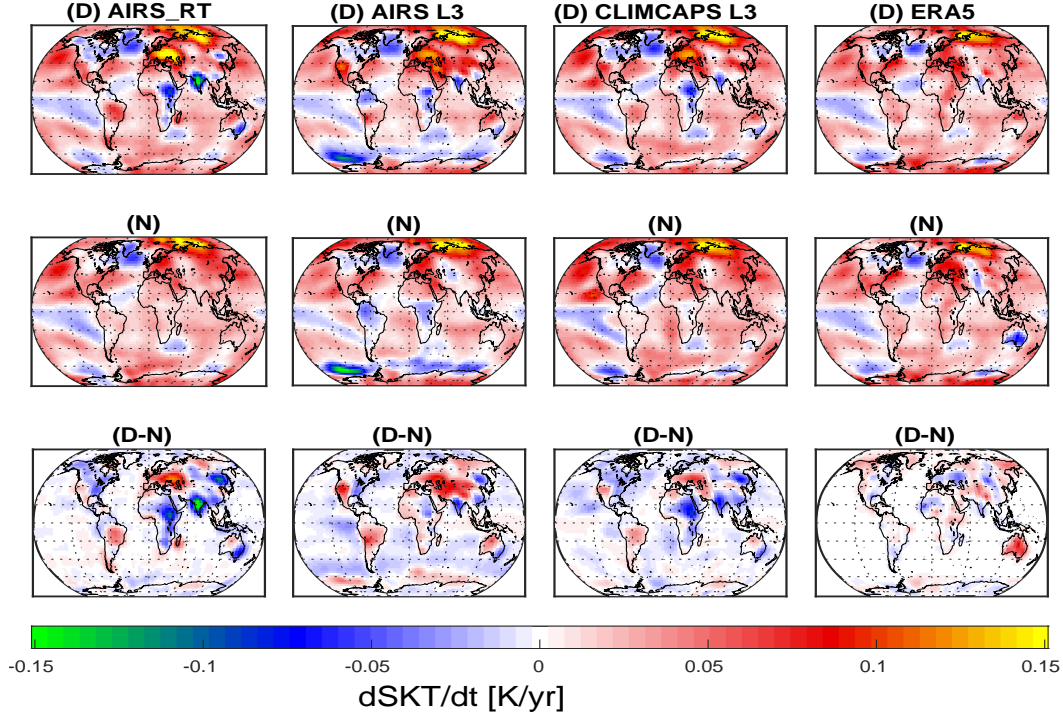 (D) AIRS_RT (D) AIRS L3 (D) CLIMCAPS L3 (D) ERA5
(N) (N) (N) (N)
(D-N) (D-N) (D-N) (D-N)
-0.15 -0.1 -0.05 0 0.05 0.1 0.15
dSKT/dt [K/yr]